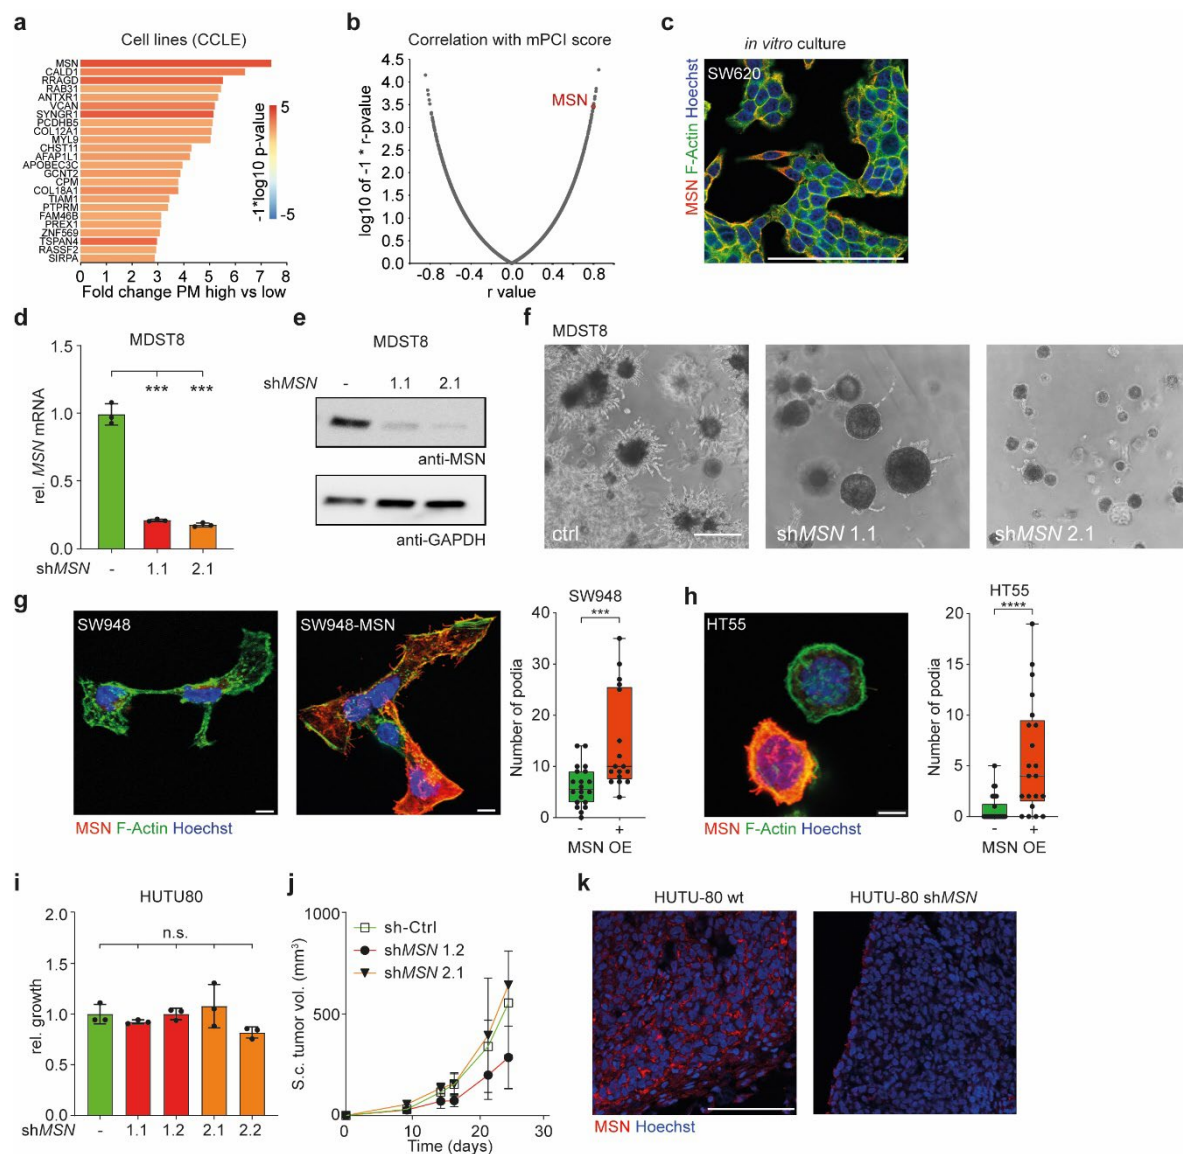 a
Cell lines (CCLE)
MSN
CALD1
RRAGD
RAB31
ANTXR1
VCAN
SYNGR1
PCDHB5
COL12A1
MYL9
CHST11
AFAP1L1
APOBEC3C
GCNT2
CPM
COL18A1
TIAM1
PTPRM
FAM46B
PREX1
ZNF569
TSPAN4
RASSF2
SIRPA
0 1 2 3 4 5 6 7 8
Fold change PM high vs low
5
-5
-1*log10 p-value
b
Correlation with mPCI score
4.5
4.0
3.5
3.0
2.5
2.0
1.5
1.0
0.5
0.0
log10 of -1 * r-pvalue
MSN
-0.8 -0.4 0.0 0.4 0.8
r value
c
in vitro culture
SW620
MSN F-Actin Hoechst
d
MDST8
1.5
1.0
0.5
0.0
rel. MSN mRNA
*** ***
shMSN - 1.1 2.1
e
MDST8
shMSN - 1.1 2.1
anti-MSN
anti-GAPDH
f
MDST8
ctrl
shMSN 1.1
shMSN 2.1
g
SW948
SW948-MSN
MSN F-Actin Hoechst
SW948
***
40
30
20
10
0
Number of podia
- +
MSN OE
h
HT55
MSN F-Actin Hoechst
HT55
****
20
15
10
5
0
Number of podia
- +
MSN OE
i
HUTU80
2.0
1.5
1.0
0.5
0.0
rel. growth
n.s.
shMSN - 1.1 1.2 2.1 2.2
j
1000
500
0
S.c. tumor vol. (mm³)
sh-Ctrl
shMSN 1.2
shMSN 2.1
0 10 20 30
Time (days)
k
HUTU-80 wt
HUTU-80 shMSN
MSN Hoechst